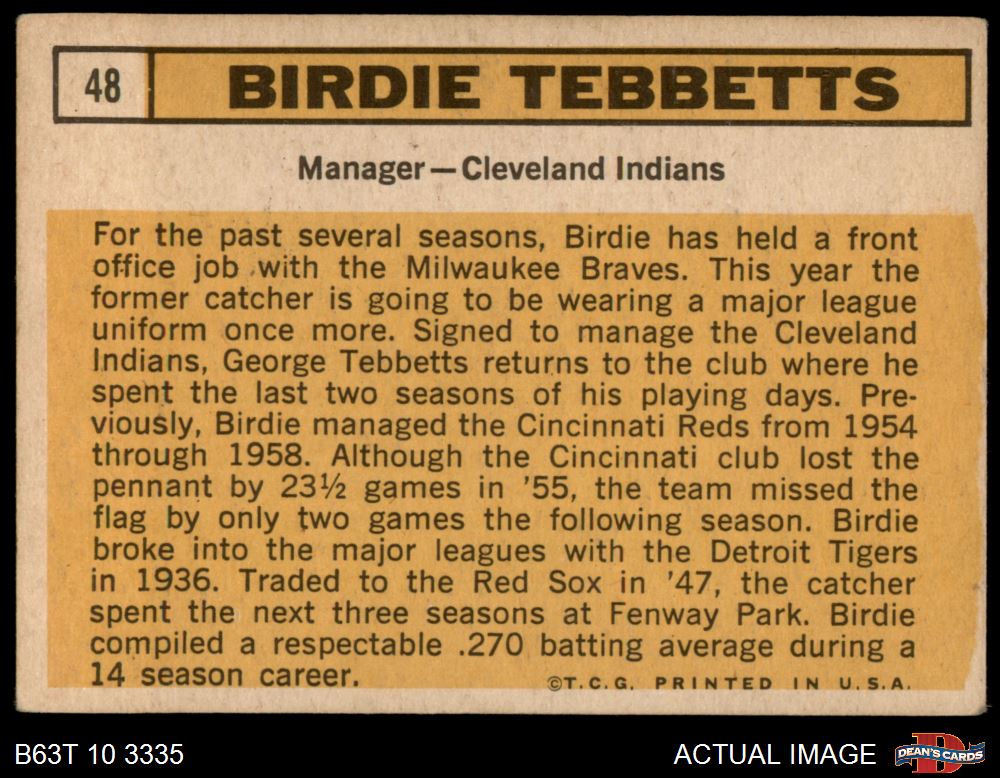 48
BIRDIE TEBBETTS
Manager—Cleveland Indians
For the past several seasons, Birdie has held a front
office job with the Milwaukee Braves. This year the
former catcher is going to be wearing a major league
uniform once more. Signed to manage the Cleveland
Indians, George Tebbetts returns to the club where he
spent the last two seasons of his playing days. Pre-
viously, Birdie managed the Cincinnati Reds from 1954
through 1958. Although the Cincinnati club lost the
pennant by 23½ games in '55, the team missed the
flag by only two games the following season. Birdie
broke into the major leagues with the Detroit Tigers
in 1936. Traded to the Red Sox in '47, the catcher
spent the next three seasons at Fenway Park. Birdie
compiled a respectable .270 batting average during a
14 season career.
©T.C.G. PRINTED IN U.S.A.
B63T 10 3335
ACTUAL IMAGE
DEAN'S CARDS